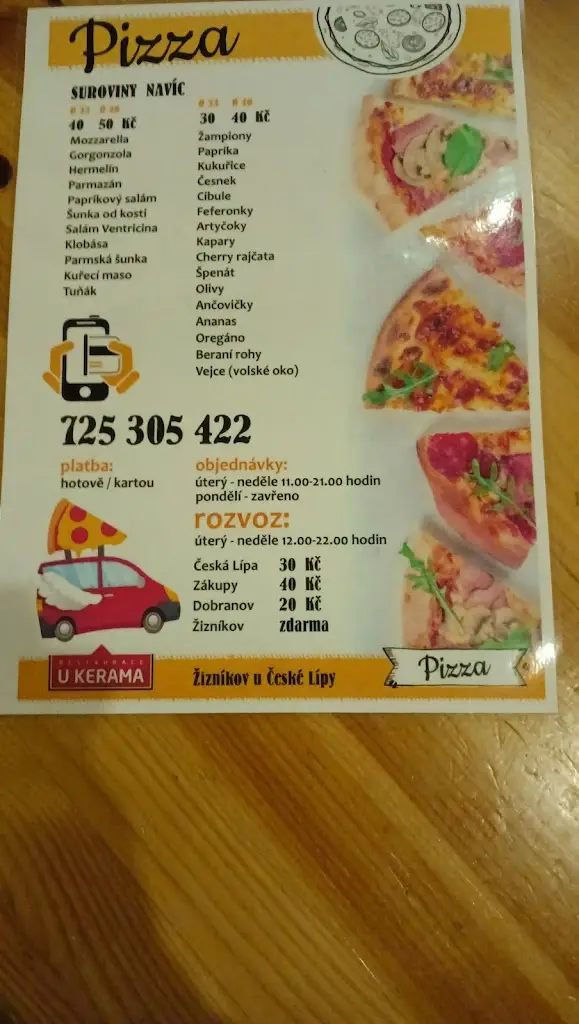 Pizza
SUROVINY NAVÍC
40 50 Kč
Mozzarella
Gorgonzola
Hermelín
Parmazán
Papríkový salám
Šunka od kosti
Salám Ventricina
Klobása
Parmská šunka
Kuřecí maso
Tuňák
30 40 Kč
Žampiony
Paprika
Kukuřice
Česnek
Cibule
Feferonky
Artyčoky
Kapary
Cherry rajčata
Špenát
Olivy
Ančovičky
Ananas
Oregáno
Beraní rohy
Vejce (volské oko)
725 305 422
platba:
hotově / kartou
objednávky:
úterý - neděle 11.00-21.00 hodin
pondělí - zavřeno
rozvoz:
úterý - neděle 12.00-22.00 hodin
Česká Lípa 30 Kč
Zákupy 40 Kč
Dobranov 20 Kč
Žizníkov zdarma
RESTAURACE
U KERAMA
Žizníkov u České Lípy
Pizza